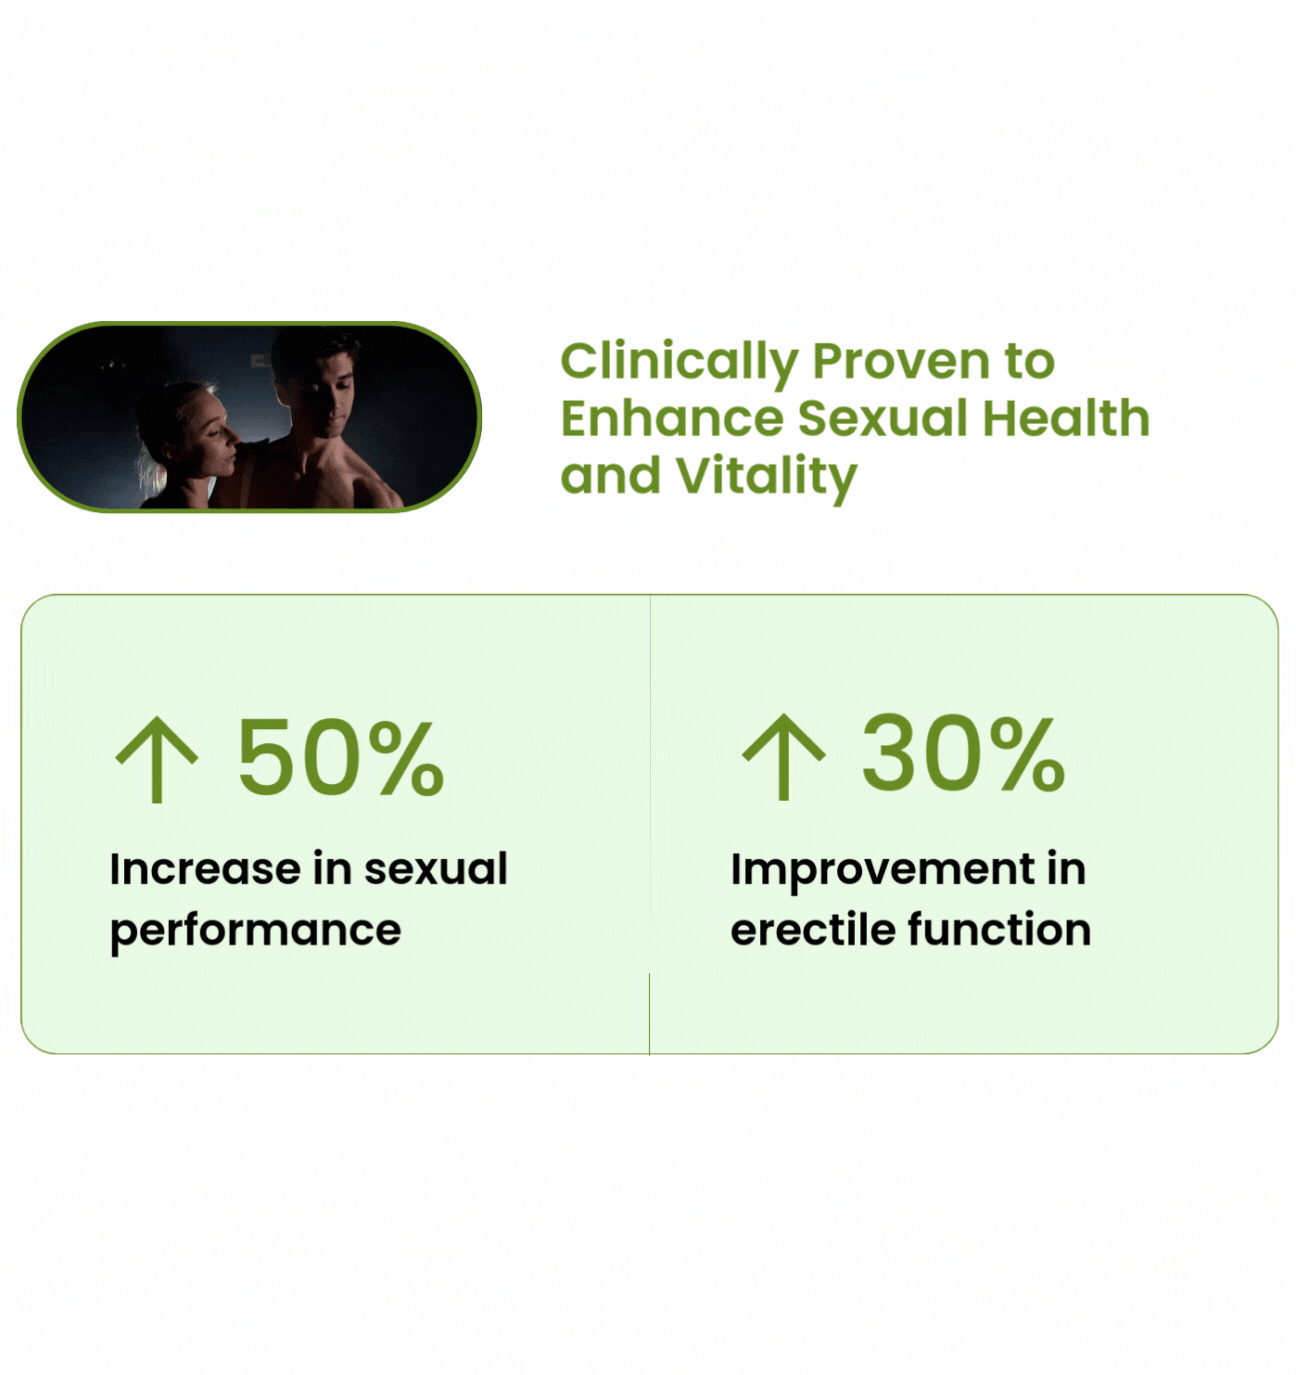 Clinically Proven to
Enhance Sexual Health
and Vitality
↑ 50%
Increase in sexual
performance
↑ 30%
Improvement in
erectile function